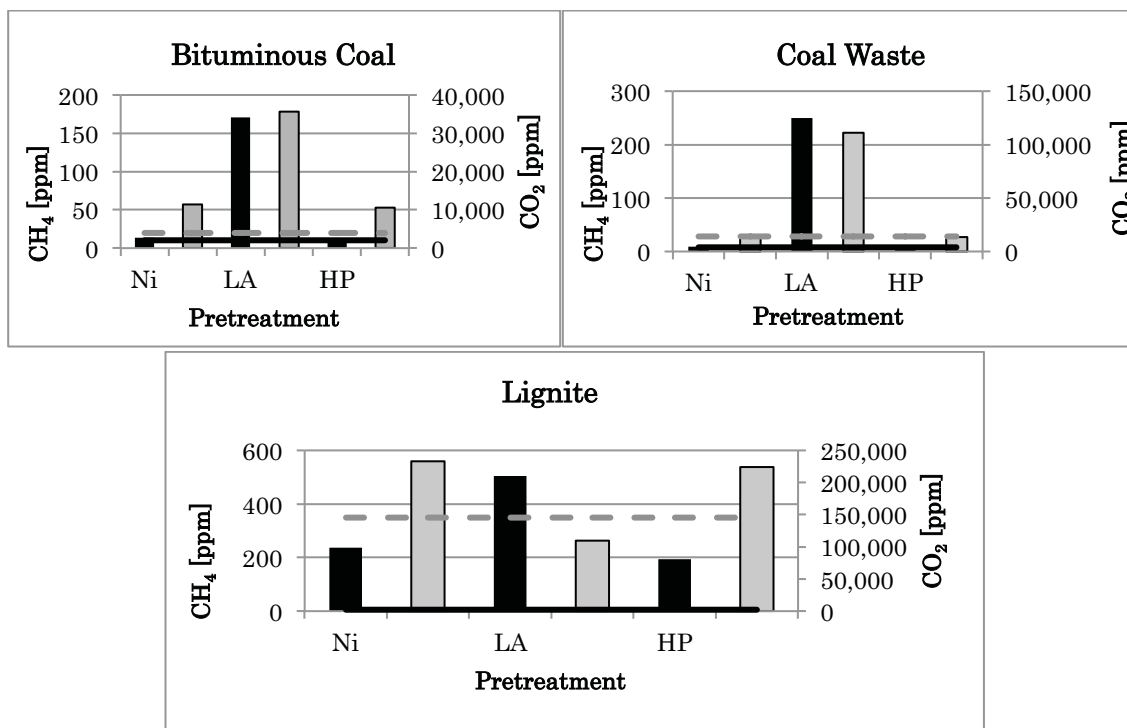 Bituminous Coal
CH₄ [ppm]
200
150
100
50
0
40,000
30,000
20,000
10,000
0
CO₂ [ppm]
Ni LA HP
Pretreatment
Coal Waste
CH₄ [ppm]
300
200
100
0
150,000
100,000
50,000
0
CO₂ [ppm]
Ni LA HP
Pretreatment
Lignite
CH₄ [ppm]
600
400
200
0
250,000
200,000
150,000
100,000
50,000
0
CO₂ [ppm]
Ni LA HP
Pretreatment